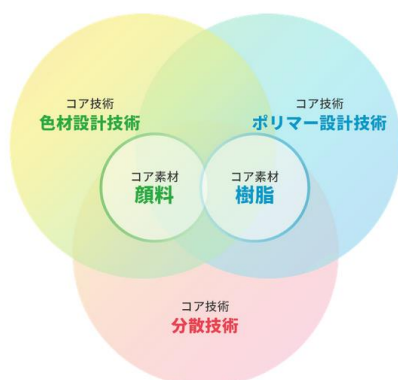 コア技術
色材設計技術
コア技術
ポリマー設計技術
コア素材
顔料
コア素材
樹脂
コア技術
分散技術